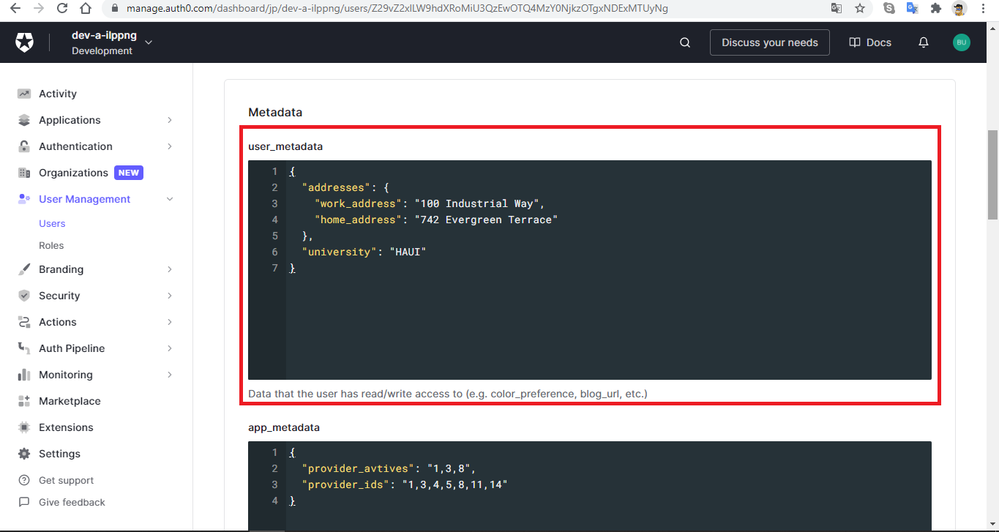 manage.auth0.com/dashboard/jp/dev-a-ilppng/users/Z29vZ2xlLW9hdXRoMiU3QzEwOTQ4MzY0NjkzOTgxNDExMTUyNg
dev-a-ilppng
Development
Discuss your needs
Docs
BU
Activity
Applications
Authentication
Organizations NEW
User Management
Users
Roles
Branding
Security
Actions
Auth Pipeline
Monitoring
Marketplace
Extensions
Settings
Get support
Give feedback
Metadata
user_metadata
1 {
2 "addresses": {
3 "work_address": "100 Industrial Way",
4 "home_address": "742 Evergreen Terrace"
5 },
6 "university": "HAUI"
7 }
Data that the user has read/write access to (e.g. color_preference, blog_url, etc.)
app_metadata
1 {
2 "provider_avtives": "1,3,8",
3 "provider_ids": "1,3,4,5,8,11,14"
4 }